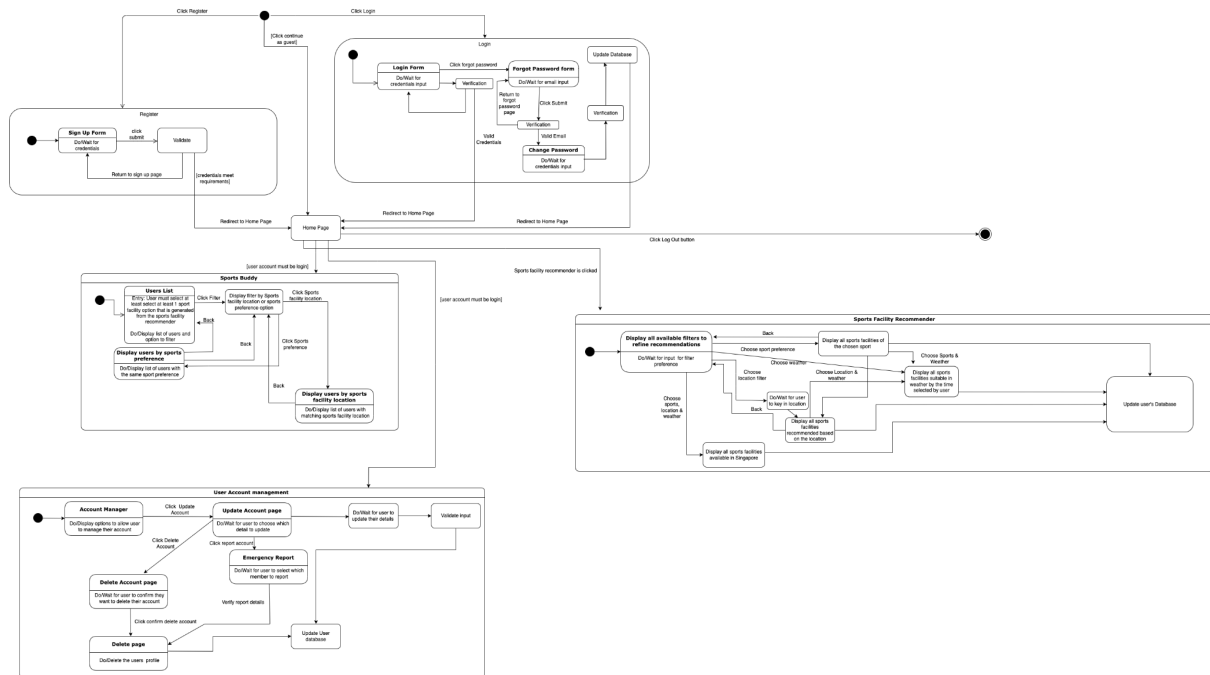 Click Register
Click Login
[Click continue
as guest]
Login
Login Form
Do/Wait for
credentials input
Click forgot password
Verification
Forgot Password form
Do/Wait for email input
Return to
forgot
password
page
Click Submit
Verification
Valid Email
Change Password
Do/Wait for
credentials input
Update Database
Verification
Valid
Credentials
Register
Sign Up Form
Do/Wait for
credentials
click
submit
Validate
Return to sign up page
[credentials meet
requirements]
Redirect to Home Page
Redirect to Home Page
Redirect to Home Page
Home Page
Click Log Out button
[user account must be login]
[user account must be login]
Sports facility recommender is clicked
Sports Buddy
Users List
Entry: User must select at
least select at least 1 sport
facility option that is generated
from the sports facility
recommender
Do/Display list of users and
option to filter
Click Filter
Display filter by Sports
facility location or sports
preference option
Click Sports
facility location
Back
Click Sports
preference
Back
Display users by sports
preference
Do/Display list of users with
the same sport preference
Back
Display users by sports
facility location
Do/Display list of users with
matching sports facility location
Sports Facility Recommender
Display all available filters to
refine recommendations
Do/Wait for input for filter
preference
Back
Choose sport preference
Display all sports facilities of
the chosen sport
Choose weather
Choose Sports &
Weather
Choose
location filter
Choose Location &
weather
Display all sports
facilities suitable in
weather by the time
selected by user
Choose
sports,
location &
weather
Do/Wait for user
to key in location
Back
Display all sports
facilities
recommended based
on the location
Display all sports facilities
available in Singapore
Update user's Database
User Account management
Account Manager
Do/Display options to allow user
to manage their account
Click Update
Account
Update Account page
Do/Wait for user to choose which
detail to update
Do/Wait for user to
update their details
Validate input
Click Delete
Account
Click report account
Emergency Report
Do/Wait for user to select which
member to report
Delete Account page
Do/Wait for user to confirm they
want to delete their account
Verify report details
Click confirm delete account
Delete page
Do/Delete the users profile
Update User
database